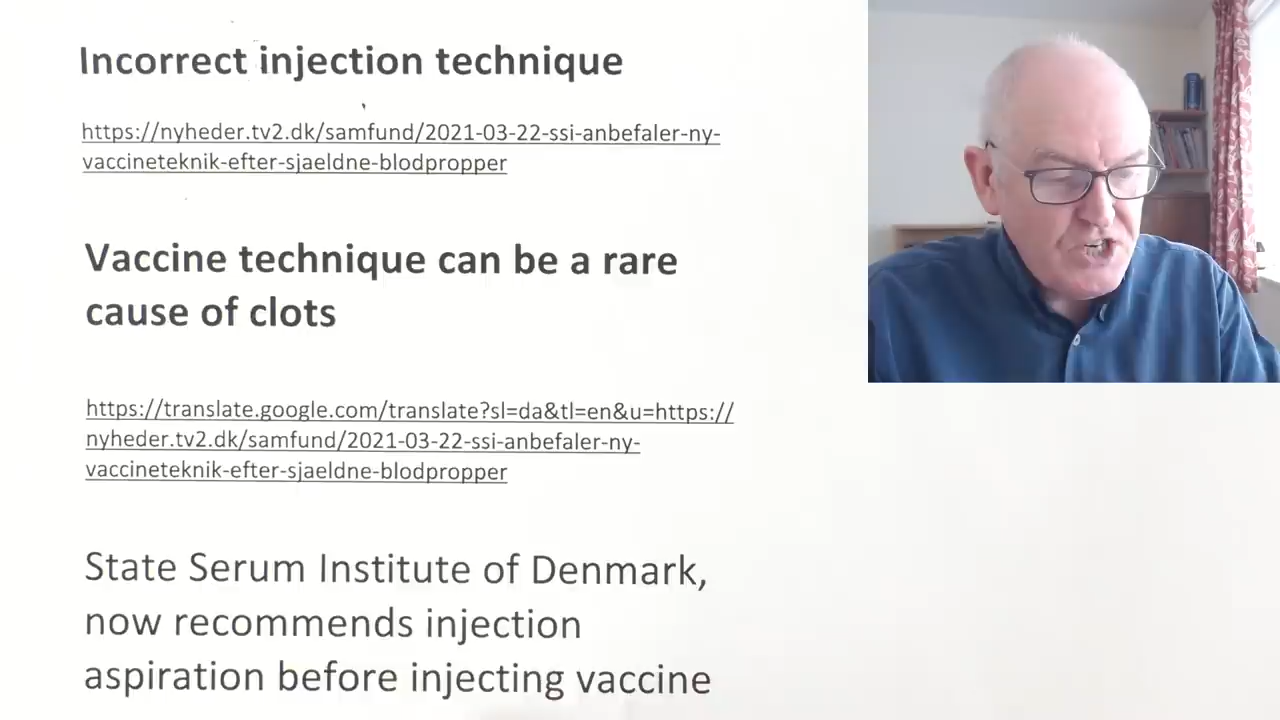 Incorrect injection technique
https://nyheder.tv2.dk/samfund/2021-03-22-ssi-anbefaler-ny-
vaccineteknik-efter-sjaeldne-blodpropper
Vaccine technique can be a rare
cause of clots
https://translate.google.com/translate?sl=da&tl=en&u=https://
nyheder.tv2.dk/samfund/2021-03-22-ssi-anbefaler-ny-
vaccineteknik-efter-sjaeldne-blodpropper
State Serum Institute of Denmark,
now recommends injection
aspiration before injecting vaccine